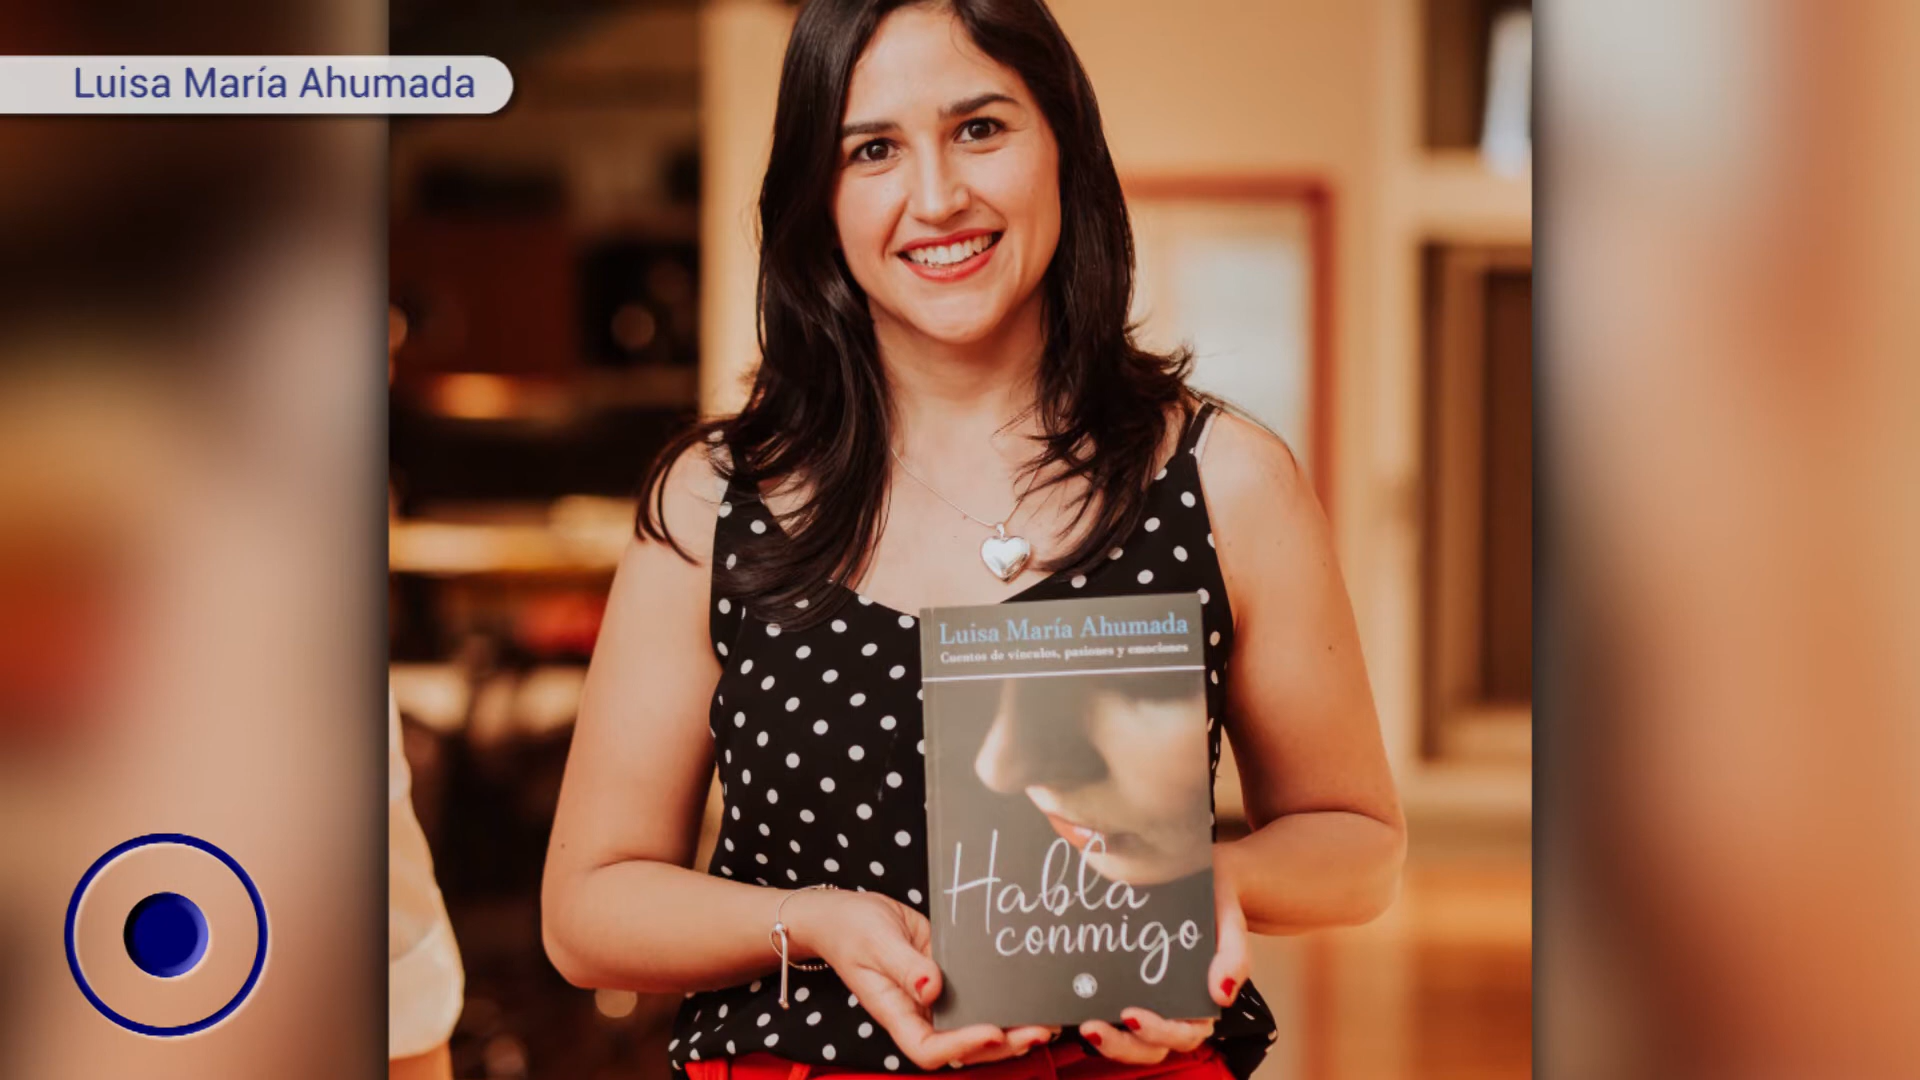 Luisa María Ahumada
Luisa María Ahumada
Cuentos de vínculos, pasiones y emociones
Habla
conmigo